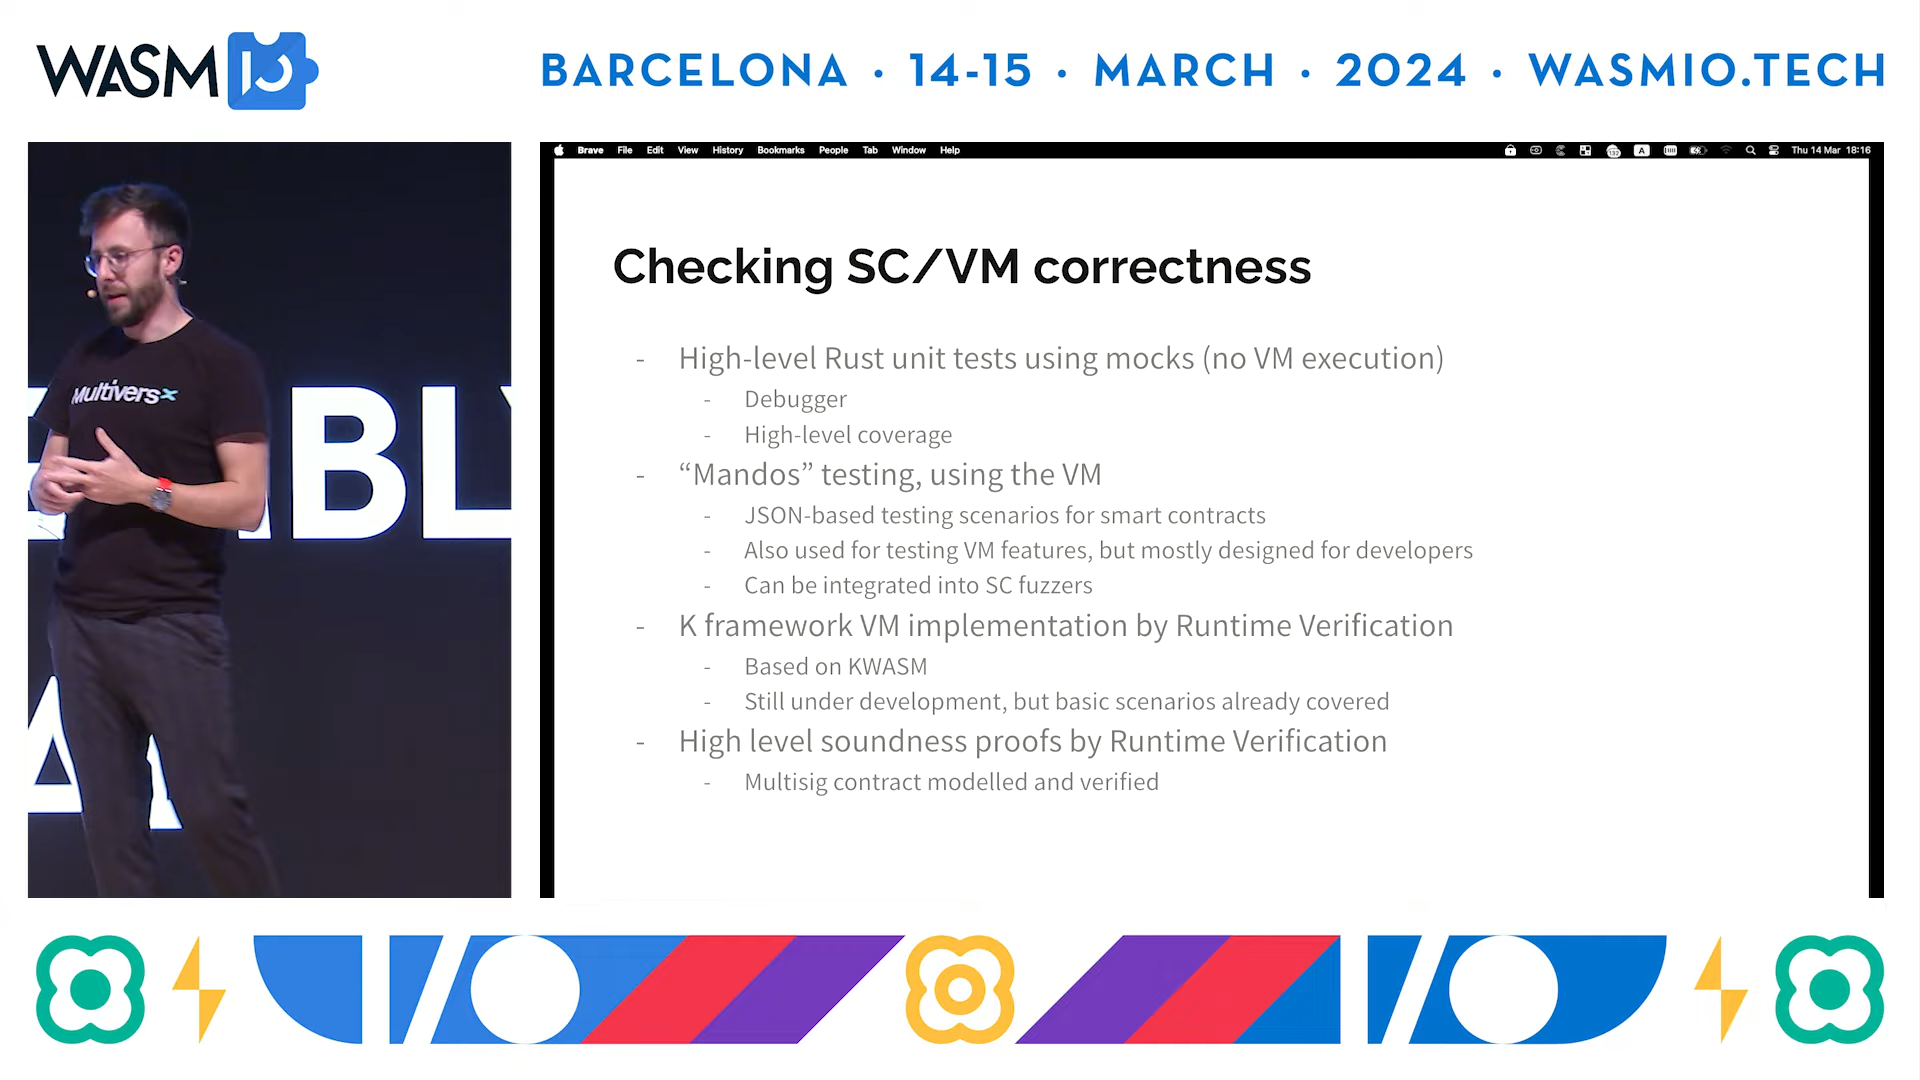 WASM IO
BARCELONA · 14-15 · MARCH · 2024 · WASMIO.TECH
Brave File Edit View History Bookmarks People Tab Window Help
A
Thu 14 Mar 18:16
Multiversx
ABL
A
Checking SC/VM correctness
- High-level Rust unit tests using mocks (no VM execution)
- Debugger
- High-level coverage
- “Mandos” testing, using the VM
- JSON-based testing scenarios for smart contracts
- Also used for testing VM features, but mostly designed for developers
- Can be integrated into SC fuzzers
- K framework VM implementation by Runtime Verification
- Based on KWASM
- Still under development, but basic scenarios already covered
- High level soundness proofs by Runtime Verification
- Multisig contract modelled and verified